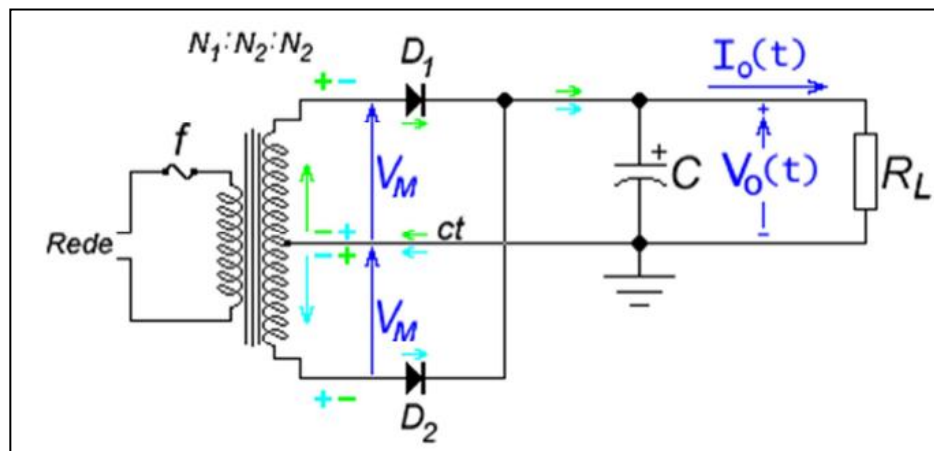 N1:N2:N2
D1
Io(t)
+ -
f
VM
+
C
+
Vo(t)
-
RL
Rede
- +
- +
ct
VM
+ -
D2